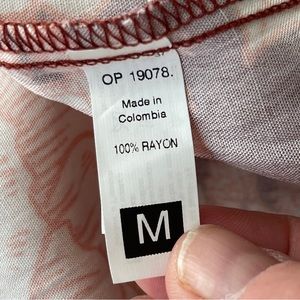 OP 19078.
Made in
Colombia
100% RAYON
M